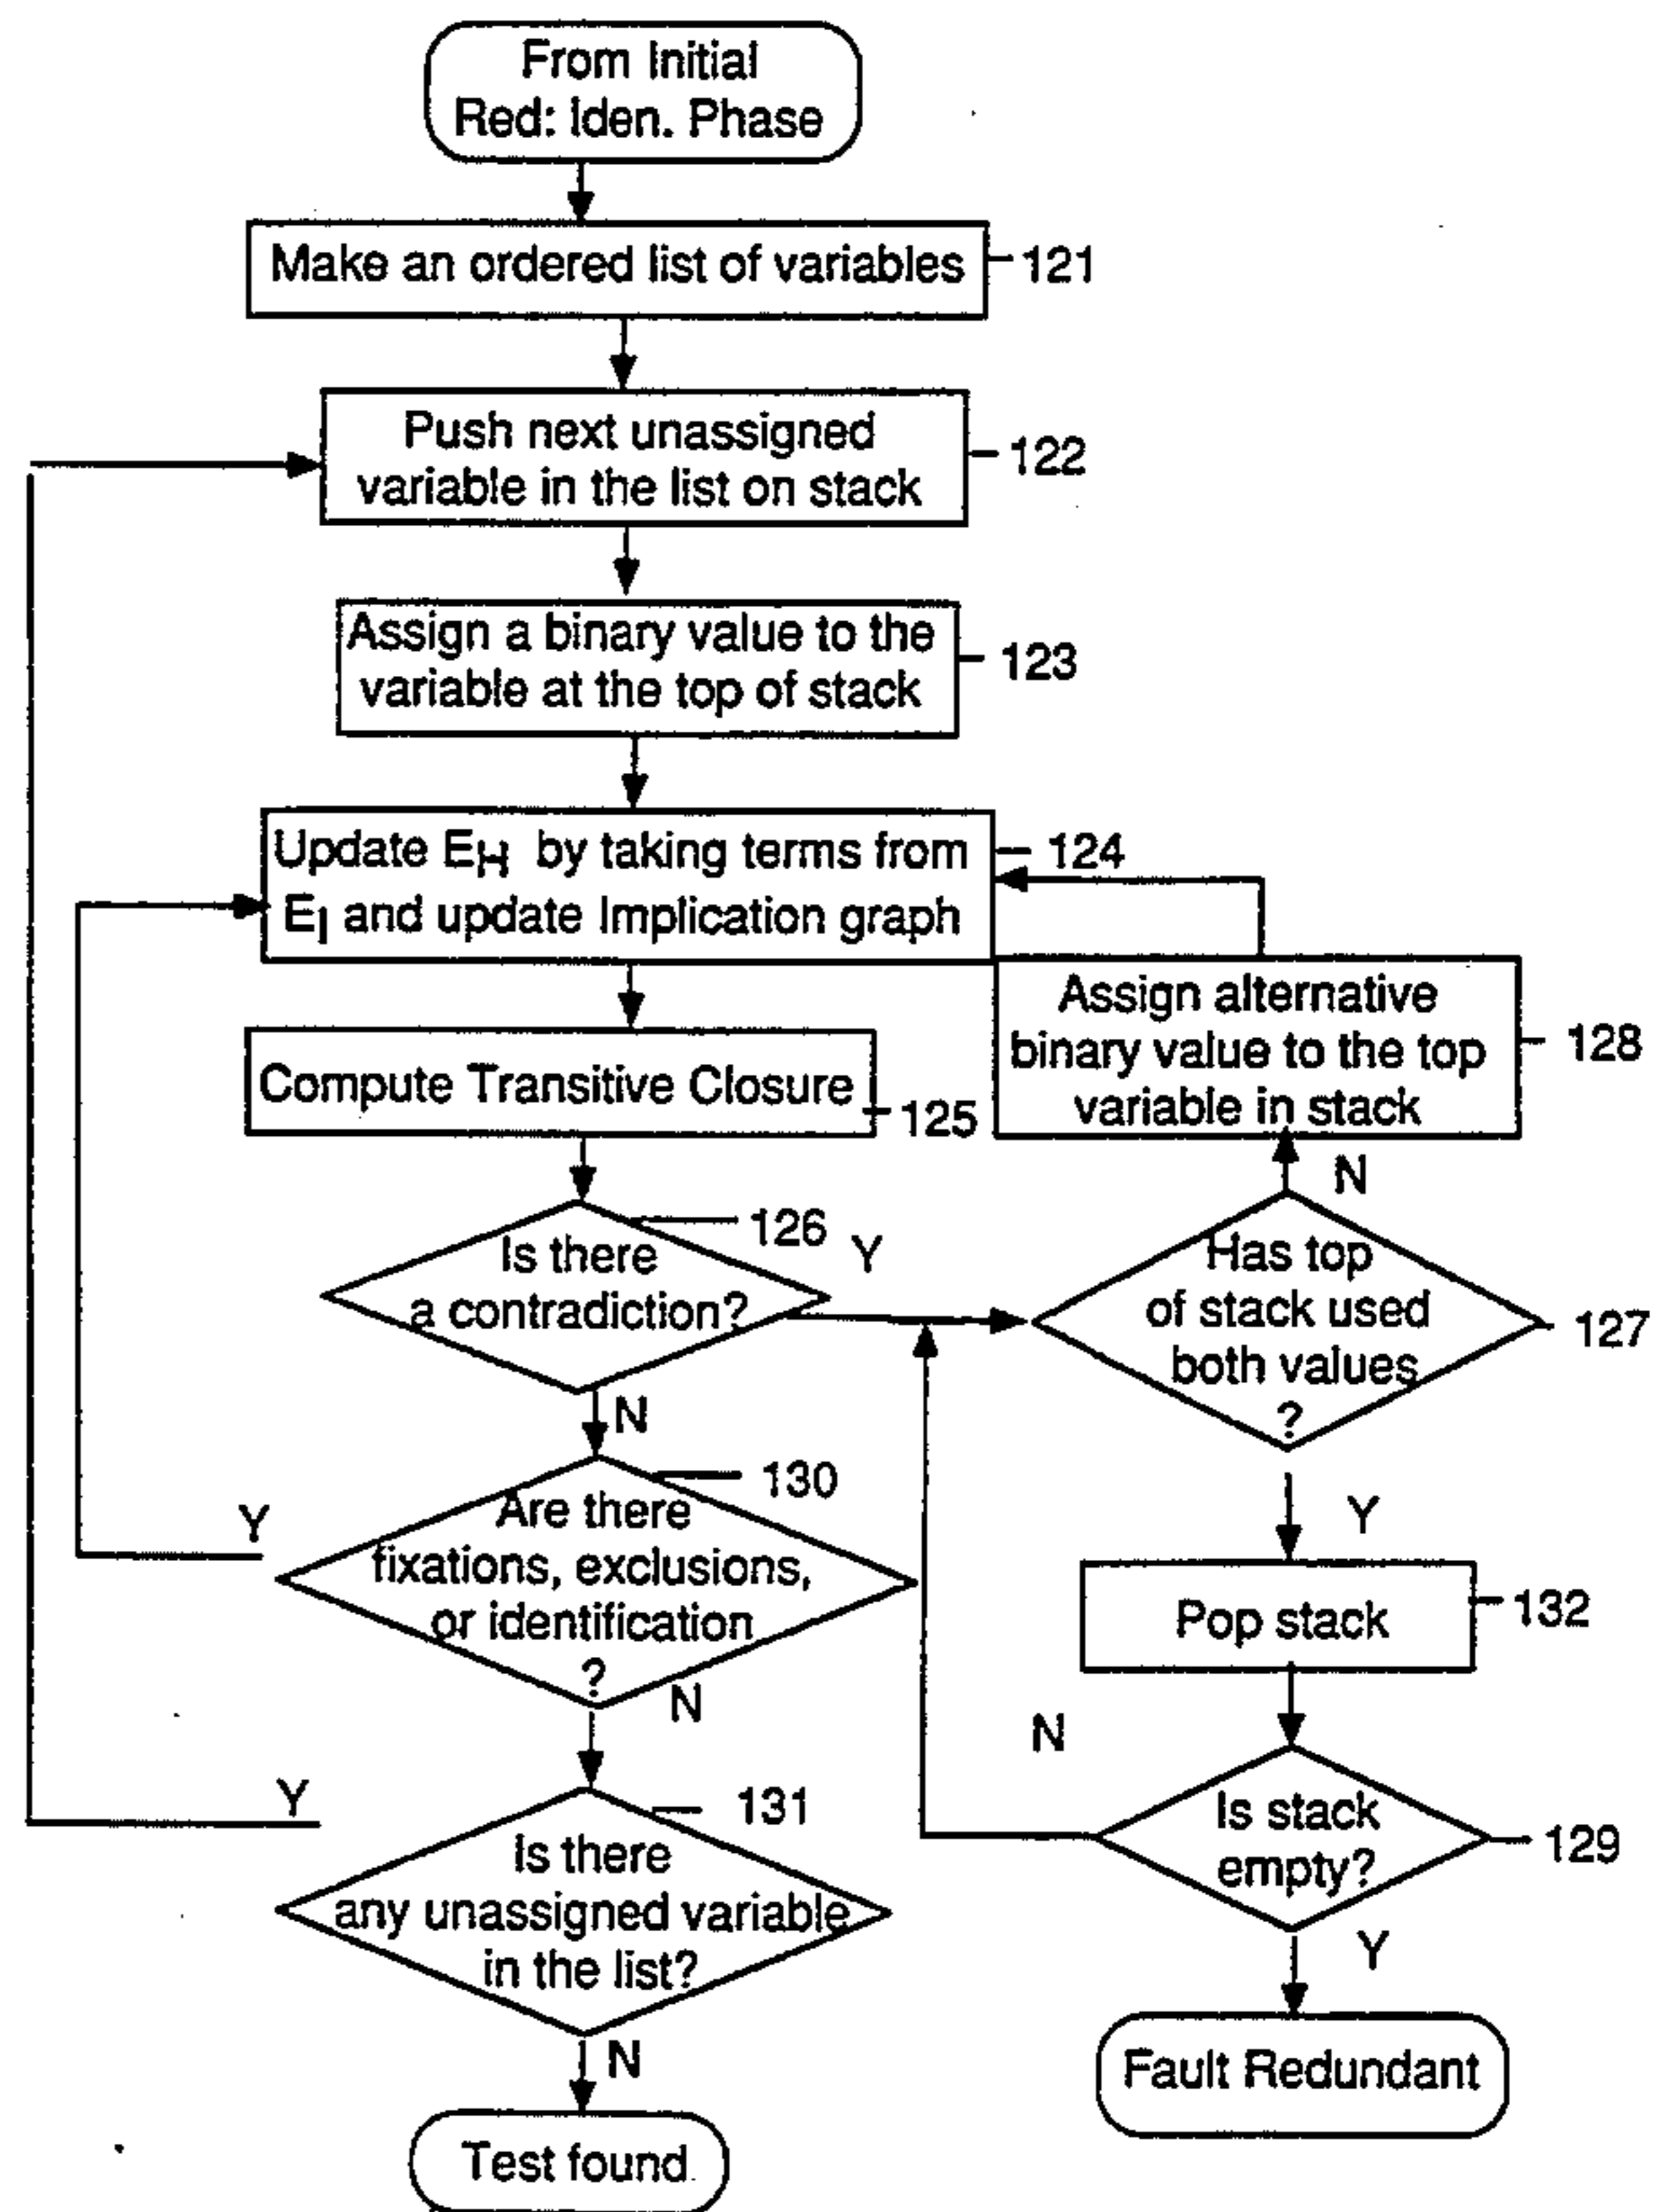 From Initial
Red: Iden. Phase
Make an ordered list of variables
121
Push next unassigned
variable in the list on stack
122
Assign a binary value to the
variable at the top of stack
123
Update EH by taking terms from
EI and update Implication graph
124
Compute Transitive Closure
125
Assign alternative
binary value to the top
variable in stack
128
N
Is there
a contradiction?
126
Y
N
Has top
of stack used
both values
?
127
Y
Are there
fixations, exclusions,
or identification
?
130
Y
N
Pop stack
132
Is there
any unassigned variable
in the list?
131
Y
N
Is stack
empty?
129
N
Y
Test found
Fault Redundant